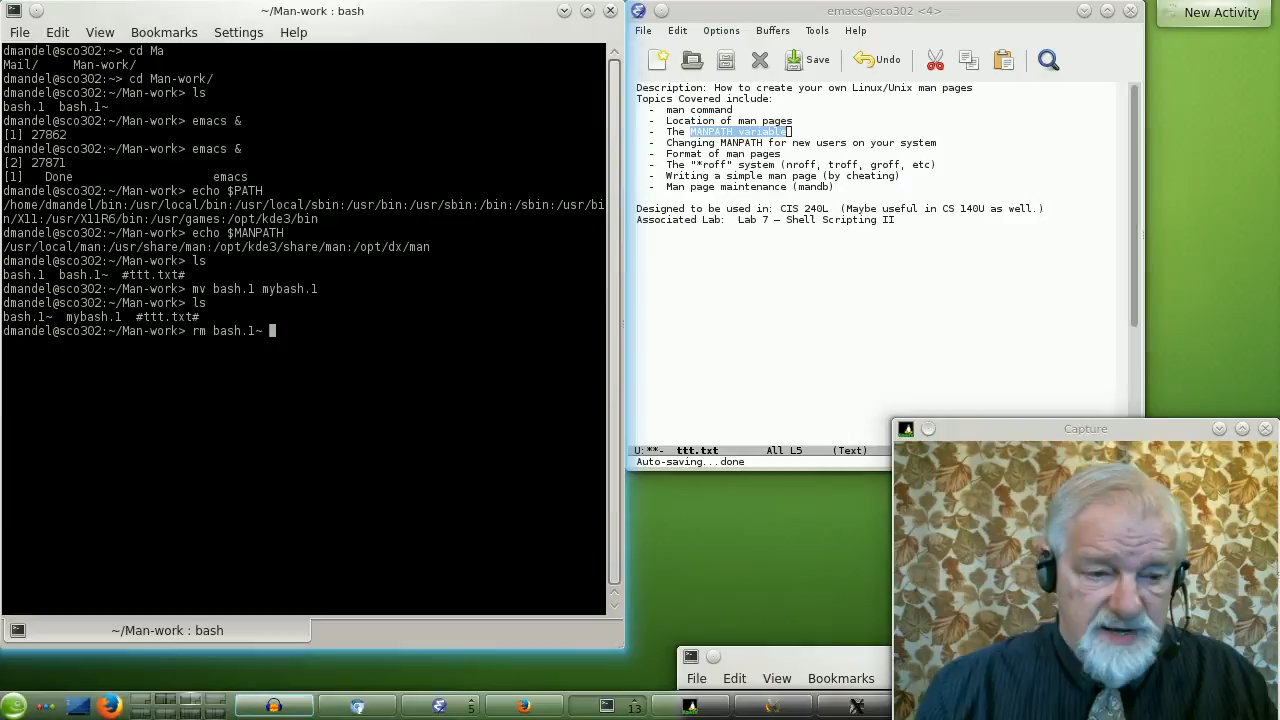 ~/Man-work : bash
File Edit View Bookmarks Settings Help
dmandel@sco302:~> cd Ma
Mail/     Man-work/
dmandel@sco302:~> cd Man-work/
dmandel@sco302:~/Man-work> ls
bash.1  bash.1~
dmandel@sco302:~/Man-work> emacs &
[1] 27862
dmandel@sco302:~/Man-work> emacs &
[2] 27871
[1]   Done                    emacs
dmandel@sco302:~/Man-work> echo $PATH
/home/dmandel/bin:/usr/local/bin:/usr/local/sbin:/usr/bin:/usr/sbin:/bin:/sbin:/usr/bi
n/X11:/usr/X11R6/bin:/usr/games:/opt/kde3/bin
dmandel@sco302:~/Man-work> echo $MANPATH
/usr/local/man:/usr/share/man:/opt/kde3/share/man:/opt/dx/man
dmandel@sco302:~/Man-work> ls
bash.1  bash.1~  #ttt.txt#
dmandel@sco302:~/Man-work> mv bash.1 mybash.1
dmandel@sco302:~/Man-work> ls
bash.1~  mybash.1  #ttt.txt#
dmandel@sco302:~/Man-work> rm bash.1~
~/Man-work : bash
emacs@sco302 <4>
File Edit Options Buffers Tools Help
Save Undo
Description: How to create your own Linux/Unix man pages
Topics Covered include:
- man command
- Location of man pages
- The MANPATH variable
- Changing MANPATH for new users on your system
- Format of man pages
- The "*roff" system (nroff, troff, groff, etc)
- Writing a simple man page (by cheating)
- Man page maintenance (mandb)
Designed to be used in: CIS 240L  (Maybe useful in CS 140U as well.)
Associated Lab:  Lab 7 – Shell Scripting II
U:**-  ttt.txt        All L5     (Text)
Auto-saving...done
New Activity
Capture
File Edit View Bookmarks
5
13